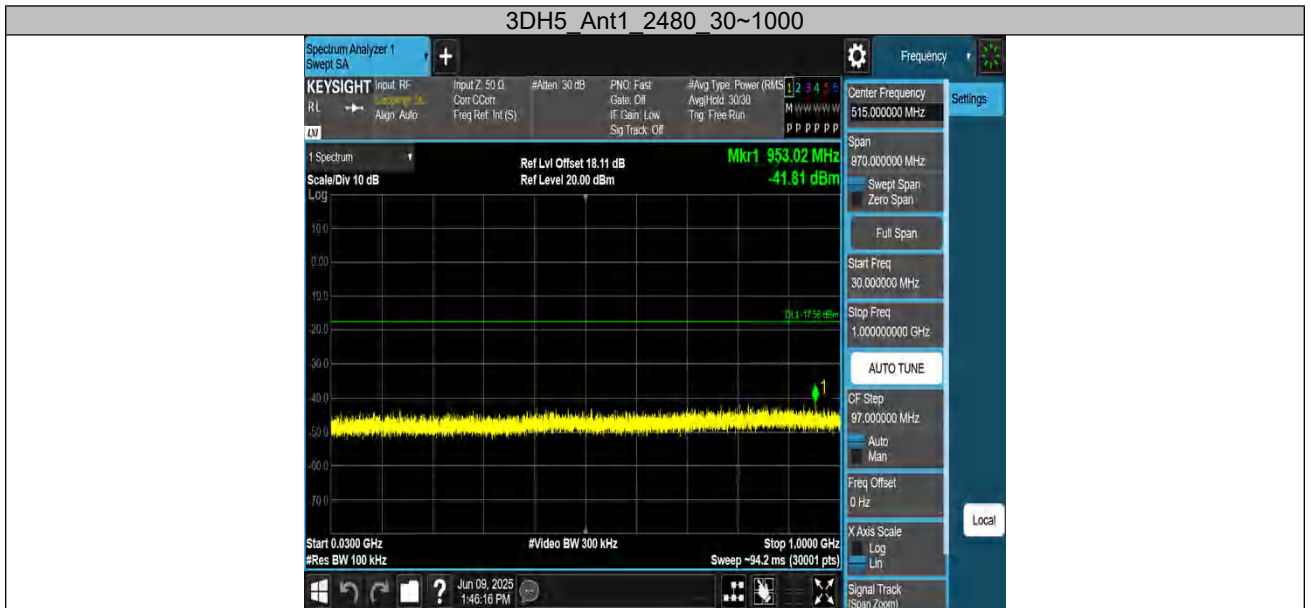 3DH5_Ant1_2480_30~1000
Spectrum Analyzer 1
Swept SA
Frequency
KEYSIGHT
Input: RF
RL
Align: Auto
LXI
Input Z: 50 Ω
Corr CCorr
Freq Ref: Int (S)
#Atten: 30 dB
PNO: Fast
Gate: Off
IF Gain: Low
Sig Track: Off
#Avg Type: Power (RMS
Avg|Hold: 30/30
Trig: Free Run
1 2 3 4 5 6
M W W W W W
P P P P P P
1 Spectrum
Scale/Div 10 dB
Ref Lvl Offset 18.11 dB
Ref Level 20.00 dBm
Mkr1 953.02 MHz
-41.81 dBm
Log
10.0
0.00
-10.0
-20.0
-30.0
-40.0
-50.0
-60.0
-70.0
DL1 -17.56 dBm
1
Start 0.0300 GHz
#Res BW 100 kHz
#Video BW 300 kHz
Stop 1.0000 GHz
Sweep ~94.2 ms (30001 pts)
Center Frequency
515.000000 MHz
Settings
Span
970.000000 MHz
Swept Span
Zero Span
Full Span
Start Freq
30.000000 MHz
Stop Freq
1.000000000 GHz
AUTO TUNE
CF Step
97.000000 MHz
Auto
Man
Freq Offset
0 Hz
X Axis Scale
Log
Lin
Local
Signal Track
(Span Zoom)
Jun 09, 2025
1:46:16 PM